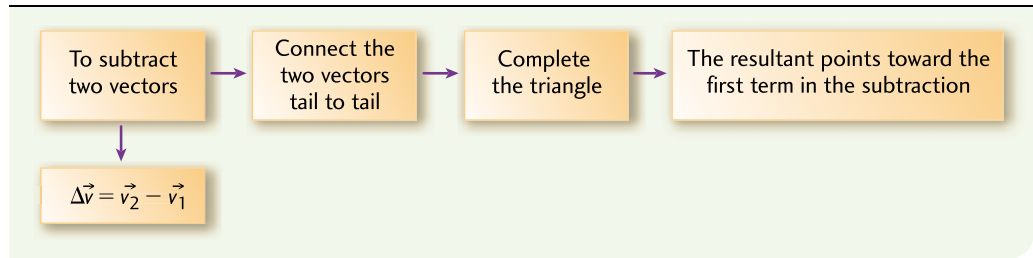 To subtract
two vectors
Connect the
two vectors
tail to tail
Complete
the triangle
The resultant points toward the
first term in the subtraction
Δv⃗ = v⃗₂ − v⃗₁